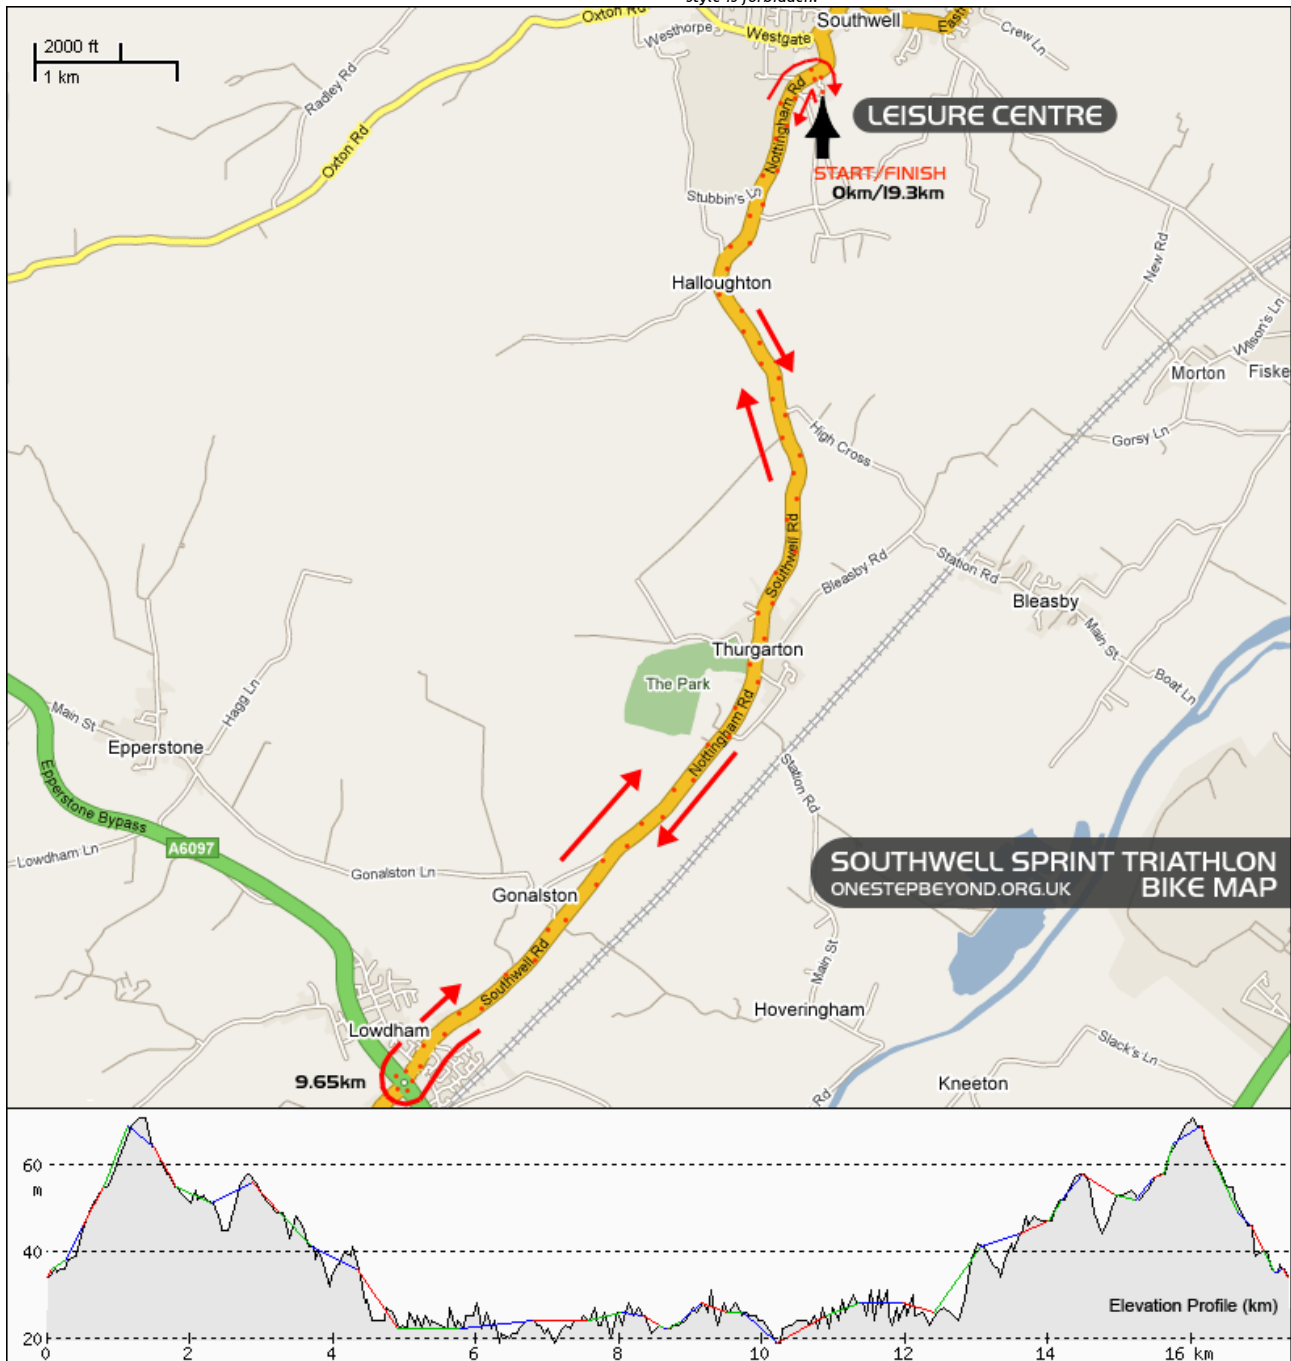 style is forbidden.
Oxton Rd
Westhorpe
Westgate
Southwell
Easth
Crew Ln
2000 ft
1 km
Radley Rd
Oxton Rd
Nottingham Rd
LEISURE CENTRE
START/FINISH
0km/19.3km
Stubbin's Ln
New Rd
Halloughton
Wilson's Ln
Morton
Fiske
High Cross
Gorsy Ln
Southwell Rd
Bleasby Rd
Station Rd
Bleasby
Main St
Thurgarton
The Park
Boat Ln
Hagg Ln
Main St
Epperstone
Nottingham Rd
Station Rd
Epperstone Bypass
A6097
Lowdham Ln
Gonalston Ln
SOUTHWELL SPRINT TRIATHLON
ONESTEPBEYOND.ORG.UK
BIKE MAP
Gonalston
Southwell Rd
Main St
Hoveringham
Lowdham
Slack's Ln
9.65km
Kneeton
Rd
60
m
40
Elevation Profile (km)
20
0 2 4 6 8 10 12 14 16 km